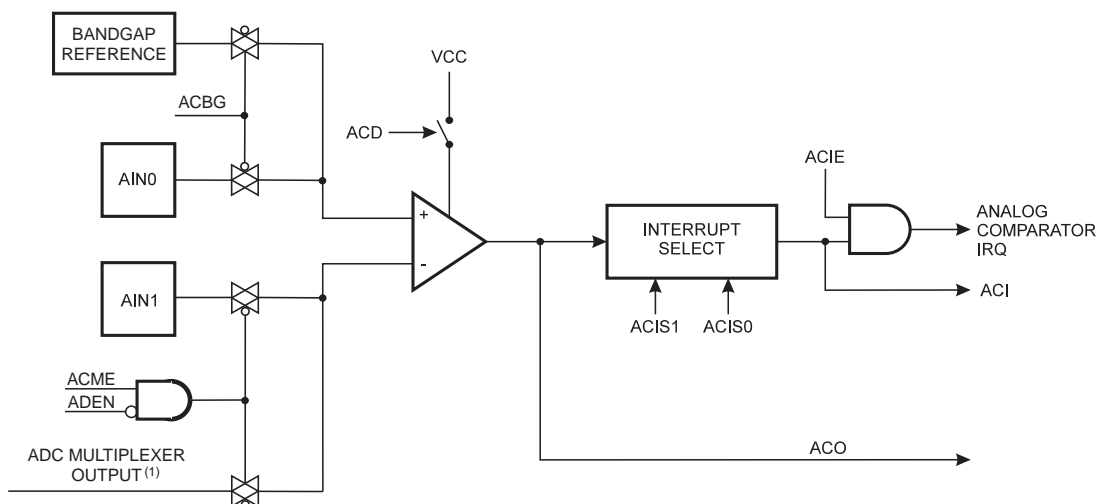 BANDGAP
REFERENCE
VCC
ACBG
ACD
ACIE
AIN0
+
ANALOG
COMPARATOR
IRQ
INTERRUPT
SELECT
-
AIN1
ACI
ACIS1
ACIS0
ACME
ADEN
ADC MULTIPLEXER
OUTPUT (1)
ACO